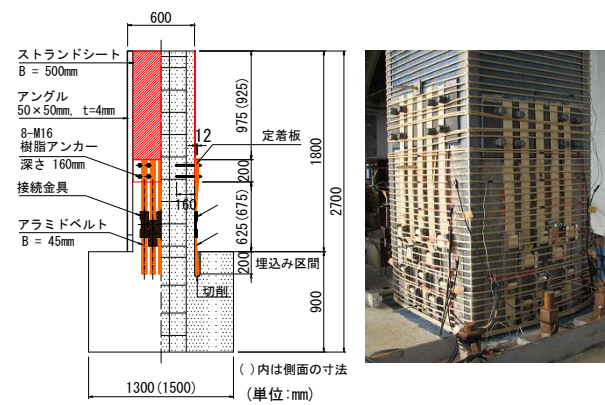 600
ストランドシート
B = 500mm
アングル
50×50mm, t=4mm
8-M16
樹脂アンカー
深さ 160mm
接続金具
アラミドベルト
B = 45mm
12
定着板
160
975(925)
200
625(675)
200
埋込み区間
切削
1800
900
2700
1300(1500)
( )内は側面の寸法
(単位:mm)